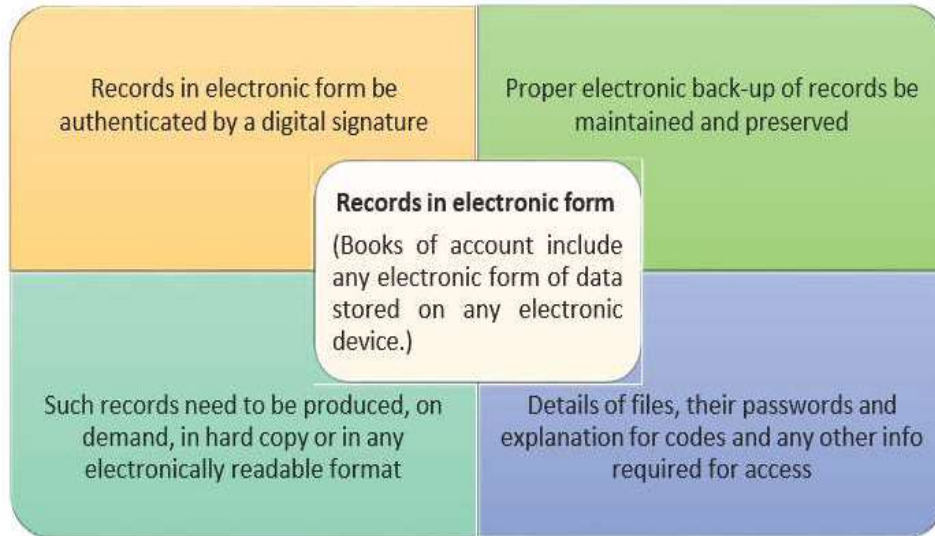 Records in electronic form be
authenticated by a digital signature
Proper electronic back-up of records be
maintained and preserved
Records in electronic form
(Books of account include
any electronic form of data
stored on any electronic
device.)
Such records need to be produced, on
demand, in hard copy or in any
electronically readable format
Details of files, their passwords and
explanation for codes and any other info
required for access